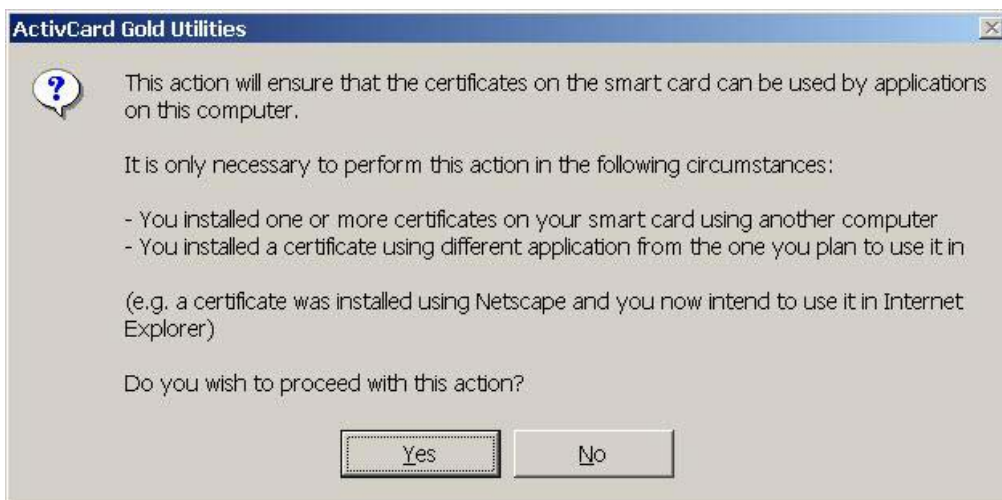 ActivCard Gold Utilities
This action will ensure that the certificates on the smart card can be used by applications
on this computer.
It is only necessary to perform this action in the following circumstances:
- You installed one or more certificates on your smart card using another computer
- You installed a certificate using different application from the one you plan to use it in
(e.g. a certificate was installed using Netscape and you now intend to use it in Internet
Explorer)
Do you wish to proceed with this action?
Yes
No